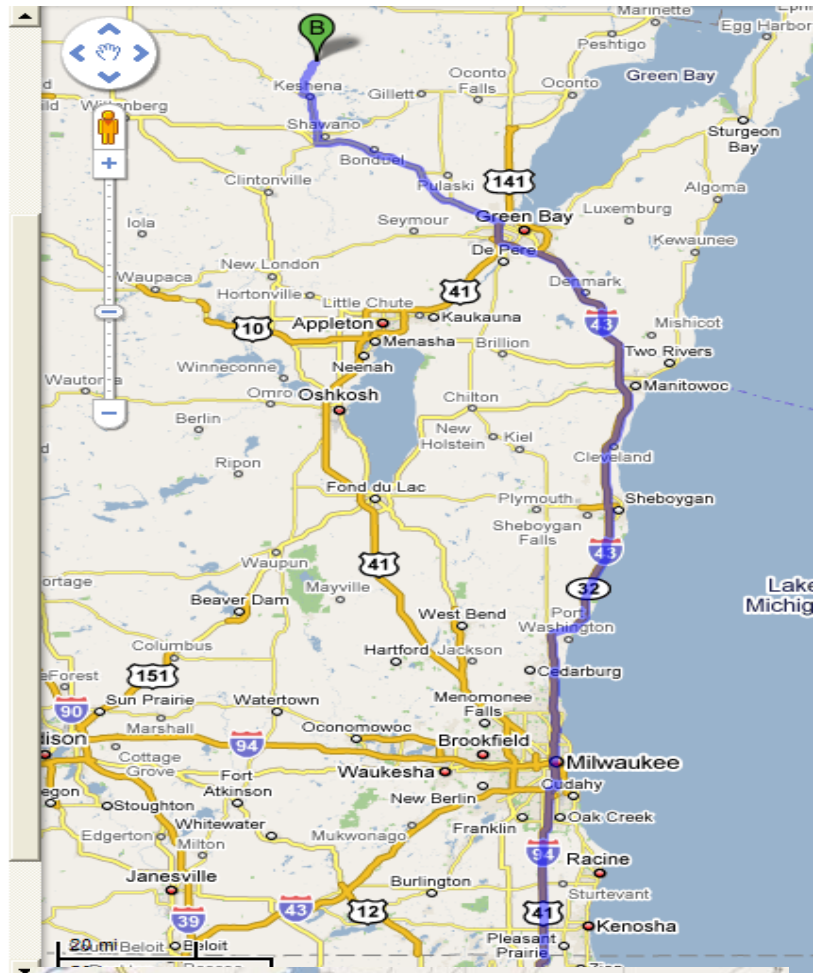 Marinette
B
Egg Harbor
Peshtigo
Green Bay
Oconto
Falls
Keshena
Gillett
Oconto
Wittenberg
Shawano
Sturgeon
Bay
Bonduel
Clintonville
Pulaski
141
Algoma
Luxemburg
Iola
Seymour
Green Bay
Kewaunee
De Pere
New London
Waupaca
Denmark
Hortonville
41
Little Chute
10
Appleton
Kaukauna
43
Mishicot
Menasha
Brillion
Two Rivers
Winneconne
Neenah
Manitowoc
Omro
Oshkosh
Chilton
Berlin
New
Holstein
Kiel
Cleveland
Ripon
Fond du Lac
Plymouth
Sheboygan
Sheboygan
Falls
43
Waupun
41
32
Lake
Michig
Mayville
Beaver Dam
West Bend
Port
Washington
Columbus
Hartford
Jackson
151
Cedarburg
eForest
90
Sun Prairie
Watertown
Menomonee
Falls
Marshall
94
Oconomowoc
dison
Brookfield
Milwaukee
Cottage
Grove
Waukesha
Fort
Atkinson
Cudahy
egon
Stoughton
New Berlin
Whitewater
Oak Creek
Edgerton
Mukwonago
Franklin
Milton
94
Racine
Janesville
Burlington
Sturtevant
43
12
41
39
Kenosha
20 mi
Beloit
Beloit
Pleasant
Prairie